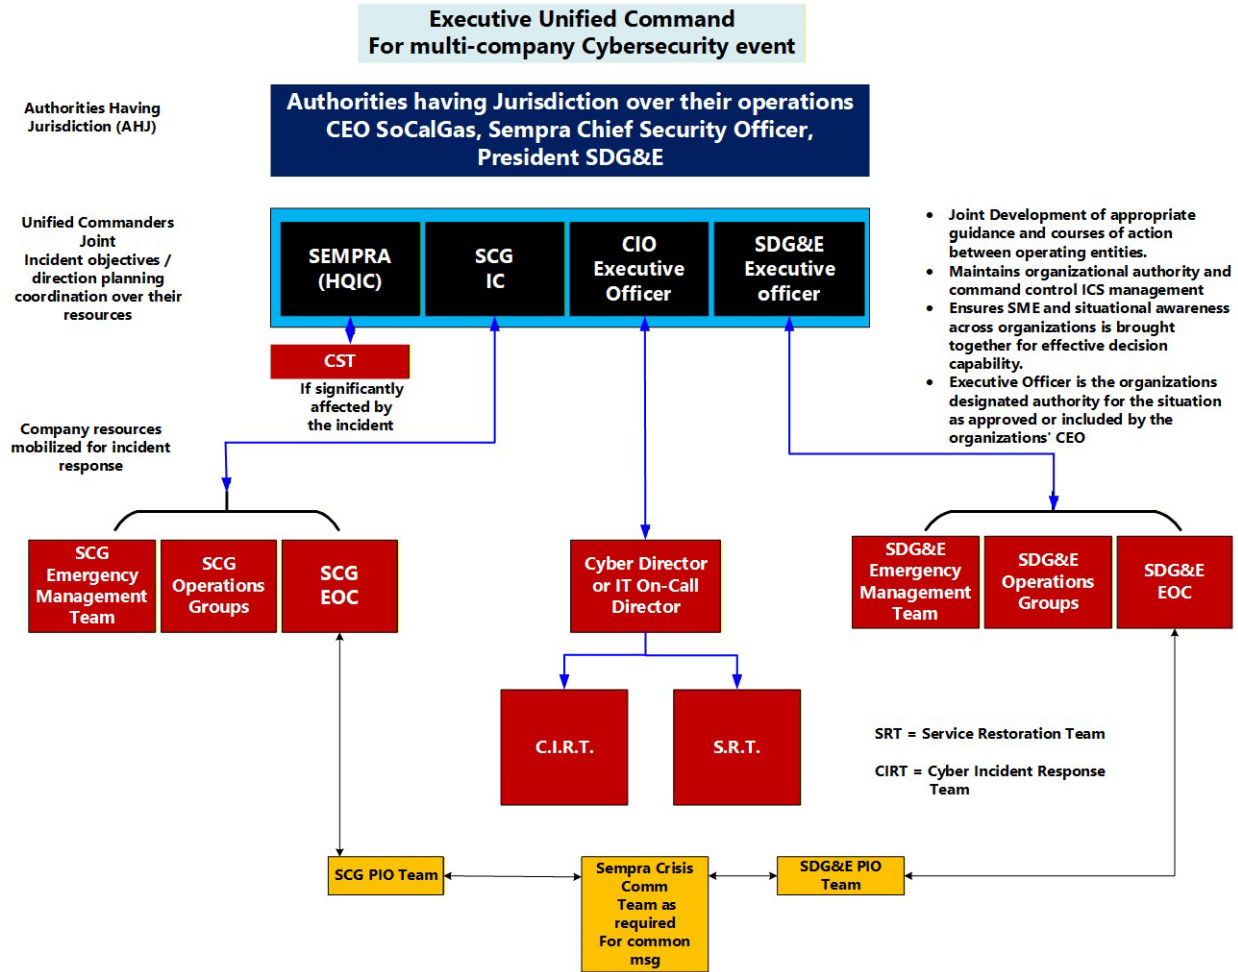 Executive Unified Command
For multi-company Cybersecurity event
Authorities Having
Jurisdiction (AHJ)
Authorities having Jurisdiction over their operations
CEO SoCalGas, Sempra Chief Security Officer,
President SDG&E
Unified Commanders
Joint
Incident objectives /
direction planning
coordination over their
resources
SEMPRA
(HQIC)
SCG
IC
CIO
Executive
Officer
SDG&E
Executive
officer
• Joint Development of appropriate
guidance and courses of action
between operating entities.
• Maintains organizational authority and
command control ICS management
• Ensures SME and situational awareness
across organizations is brought
together for effective decision
capability.
• Executive Officer is the organizations
designated authority for the situation
as approved or included by the
organizations' CEO
CST
If significantly
affected by
the incident
Company resources
mobilized for incident
response
SCG
Emergency
Management
Team
SCG
Operations
Groups
SCG
EOC
Cyber Director
or IT On-Call
Director
SDG&E
Emergency
Management
Team
SDG&E
Operations
Groups
SDG&E
EOC
C.I.R.T.
S.R.T.
SRT = Service Restoration Team
CIRT = Cyber Incident Response
Team
SCG PIO Team
Sempra Crisis
Comm
Team as
required
For common
msg
SDG&E PIO
Team